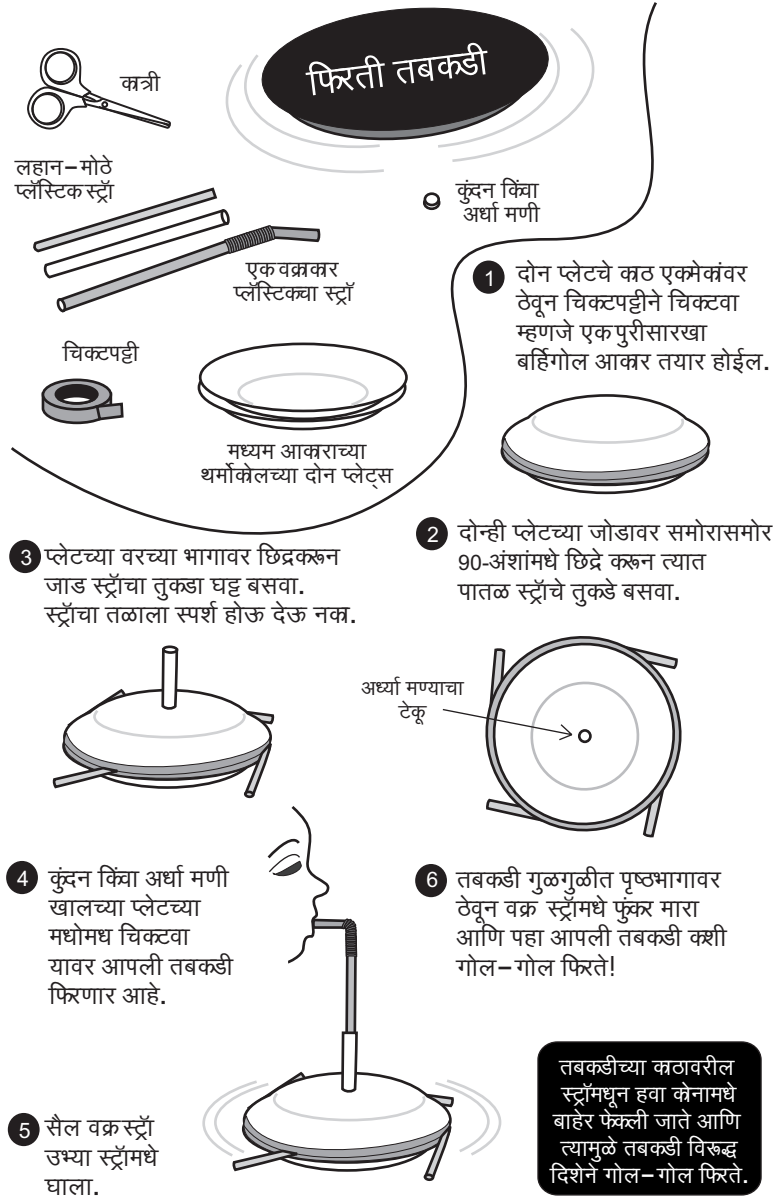 फिरती तबकडी
कात्री
लहान–मोठे
प्लॅस्टिक स्ट्रॉ
कुंदन किंवा
अर्धा मणी
एक वक्राकार
प्लॅस्टिकचा स्ट्रॉ
चिकटपट्टी
मध्यम आकाराच्या
थर्मोकोलच्या दोन प्लेट्स
1 दोन प्लेटचे काठ एकमेकांवर
ठेवून चिकटपट्टीने चिकटवा
म्हणजे एक पुरीसारखा
बर्हिगोल आकार तयार होईल.
2 दोन्ही प्लेटच्या जोडावर समोरासमोर
90-अंशांमधे छिद्रे करून त्यात
पातळ स्ट्रॉचे तुकडे बसवा.
3 प्लेटच्या वरच्या भागावर छिद्रकरून
जाड स्ट्रॉचा तुकडा घट्ट बसवा.
स्ट्रॉचा तळाला स्पर्श होऊ देऊ नका.
अर्ध्या मण्याचा
टेकू
4 कुंदन किंवा अर्धा मणी
खालच्या प्लेटच्या
मधोमध चिकटवा
यावर आपली तबकडी
फिरणार आहे.
5 सैल वक्र स्ट्रॉ
उभ्या स्ट्रॉमधे
घाला.
6 तबकडी गुळगुळीत पृष्ठभागावर
ठेवून वक्र स्ट्रॉमधे फुंकर मारा
आणि पहा आपली तबकडी कशी
गोल–गोल फिरते!
तबकडीच्या काठावरील
स्ट्रॉमधून हवा कोनामधे
बाहेर फेकली जाते आणि
त्यामुळे तबकडी विरूद्ध
दिशेने गोल–गोल फिरते.